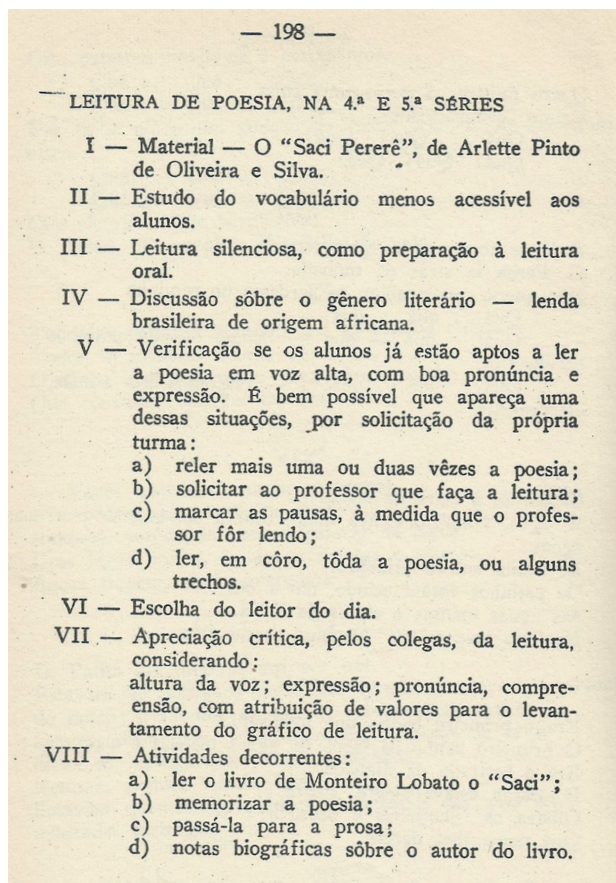 — 198 —
LEITURA DE POESIA, NA 4.ª E 5.ª SÉRIES
I — Material — O “Saci Pererê”, de Arlette Pinto
de Oliveira e Silva.
II — Estudo do vocabulário menos acessível aos
alunos.
III — Leitura silenciosa, como preparação à leitura
oral.
IV — Discussão sôbre o gênero literário — lenda
brasileira de origem africana.
V — Verificação se os alunos já estão aptos a ler
a poesia em voz alta, com boa pronúncia e
expressão. É bem possível que apareça uma
dessas situações, por solicitação da própria
turma:
a) reler mais uma ou duas vêzes a poesia;
b) solicitar ao professor que faça a leitura;
c) marcar as pausas, à medida que o profes-
sor fôr lendo;
d) ler, em côro, tôda a poesia, ou alguns
trechos.
VI — Escolha do leitor do dia.
VII — Apreciação crítica, pelos colegas, da leitura,
considerando:
altura da voz; expressão; pronúncia, compre-
ensão, com atribuição de valores para o levan-
tamento do gráfico de leitura.
VIII — Atividades decorrentes:
a) ler o livro de Monteiro Lobato o “Saci”;
b) memorizar a poesia;
c) passá-la para a prosa;
d) notas biográficas sôbre o autor do livro.